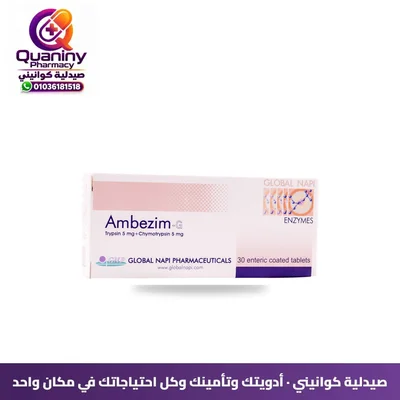 Quaniny
Pharmacy
صيدلية كوانيني
01036181518
GLOBAL NAPI
ENZYMES
Ambezim-G
Trypsin 5 mg + Chymotrypsin 5 mg
GLOBAL NAPI PHARMACEUTICALS
www.globalnapi.com
30 enteric coated tablets
صيدلية كوانيني - أدويتك وتأمينك وكل احتياجاتك في مكان واحد